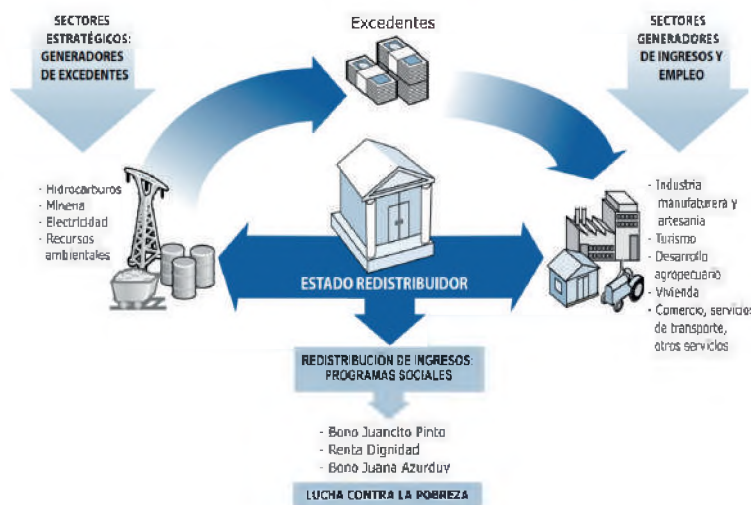 SECTORES
ESTRATÉGICOS:
GENERADORES
DE EXCEDENTES
Excedentes
SECTORES
GENERADORES
DE INGRESOS Y
EMPLEO
- Hidrocarburos
- Minería
- Electricidad
- Recursos
ambientales
- Industria
manufacturera y
artesanía
- Turismo
- Desarrollo
agropecuario
- Vivienda
- Comercio, servicios
de transporte,
otros servicios
ESTADO REDISTRIBUIDOR
REDISTRIBUCIÓN DE INGRESOS:
PROGRAMAS SOCIALES
- Bono Juancito Pinto
- Renta Dignidad
- Bono Juana Azurduy
LUCHA CONTRA LA POBREZA